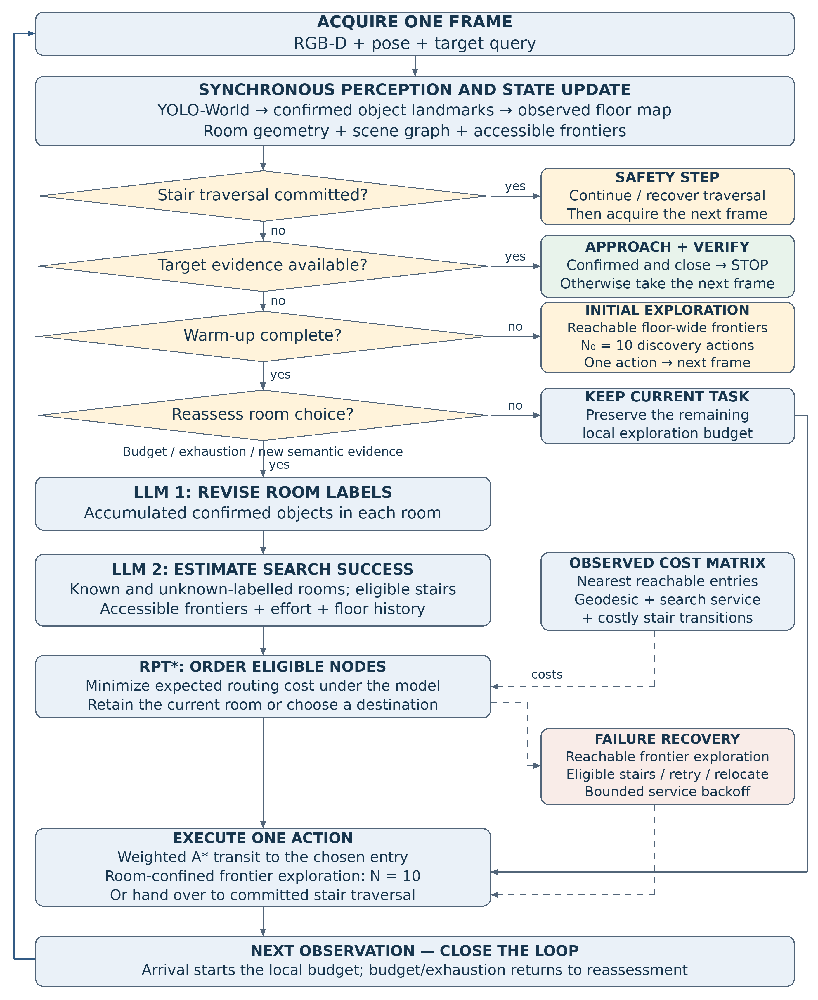 ACQUIRE ONE FRAME
RGB-D + pose + target query
SYNCHRONOUS PERCEPTION AND STATE UPDATE
YOLO-World → confirmed object landmarks → observed floor map
Room geometry + scene graph + accessible frontiers
Stair traversal committed?
yes
SAFETY STEP
Continue / recover traversal
Then acquire the next frame
no
Target evidence available?
yes
APPROACH + VERIFY
Confirmed and close → STOP
Otherwise take the next frame
no
Warm-up complete?
no
INITIAL EXPLORATION
Reachable floor-wide frontiers
N₀ = 10 discovery actions
One action → next frame
yes
Reassess room choice?
no
KEEP CURRENT TASK
Preserve the remaining
local exploration budget
Budget / exhaustion / new semantic evidence
yes
LLM 1: REVISE ROOM LABELS
Accumulated confirmed objects in each room
LLM 2: ESTIMATE SEARCH SUCCESS
Known and unknown-labelled rooms; eligible stairs
Accessible frontiers + effort + floor history
OBSERVED COST MATRIX
Nearest reachable entries
Geodesic + search service
+ costly stair transitions
RPT*: ORDER ELIGIBLE NODES
Minimize expected routing cost under the model
Retain the current room or choose a destination
costs
FAILURE RECOVERY
Reachable frontier exploration
Eligible stairs / retry / relocate
Bounded service backoff
EXECUTE ONE ACTION
Weighted A* transit to the chosen entry
Room-confined frontier exploration: N = 10
Or hand over to committed stair traversal
NEXT OBSERVATION — CLOSE THE LOOP
Arrival starts the local budget; budget/exhaustion returns to reassessment